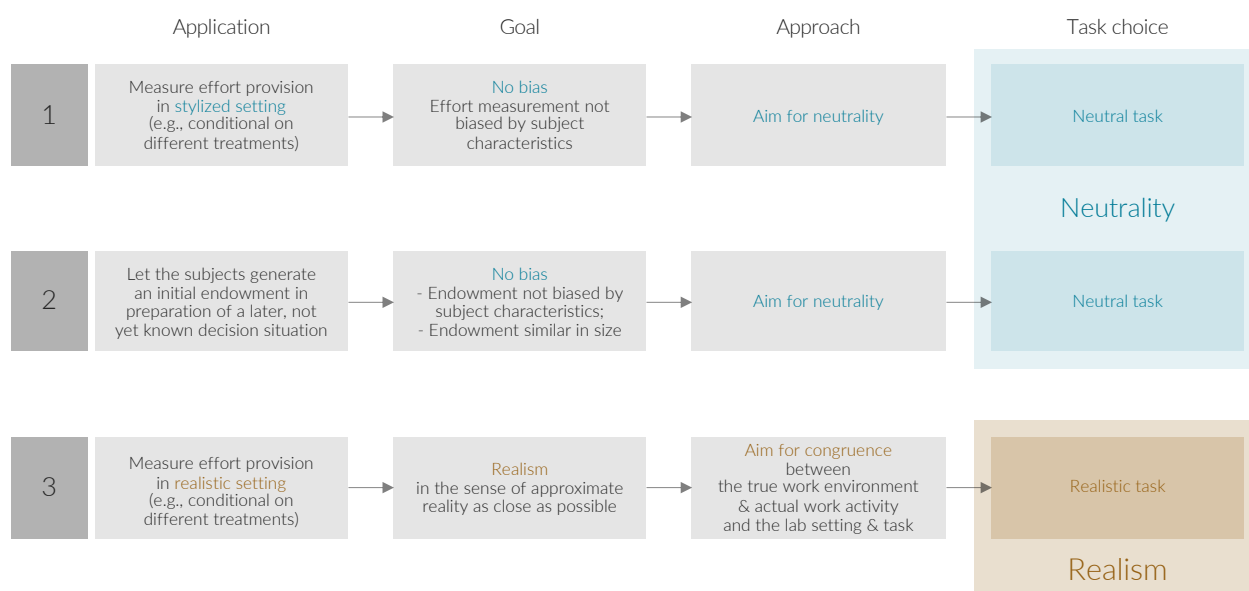 Application
Goal
Approach
Task choice
1
Measure effort provision
in stylized setting
(e.g., conditional on
different treatments)
No bias
Effort measurement not
biased by subject
characteristics
Aim for neutrality
Neutral task
Neutrality
2
Let the subjects generate
an initial endowment in
preparation of a later, not
yet known decision situation
No bias
- Endowment not biased by
subject characteristics;
- Endowment similar in size
Aim for neutrality
Neutral task
3
Measure effort provision
in realistic setting
(e.g., conditional on
different treatments)
Realism
in the sense of approximate
reality as close as possible
Aim for congruence
between
the true work environment
& actual work activity
and the lab setting & task
Realistic task
Realism